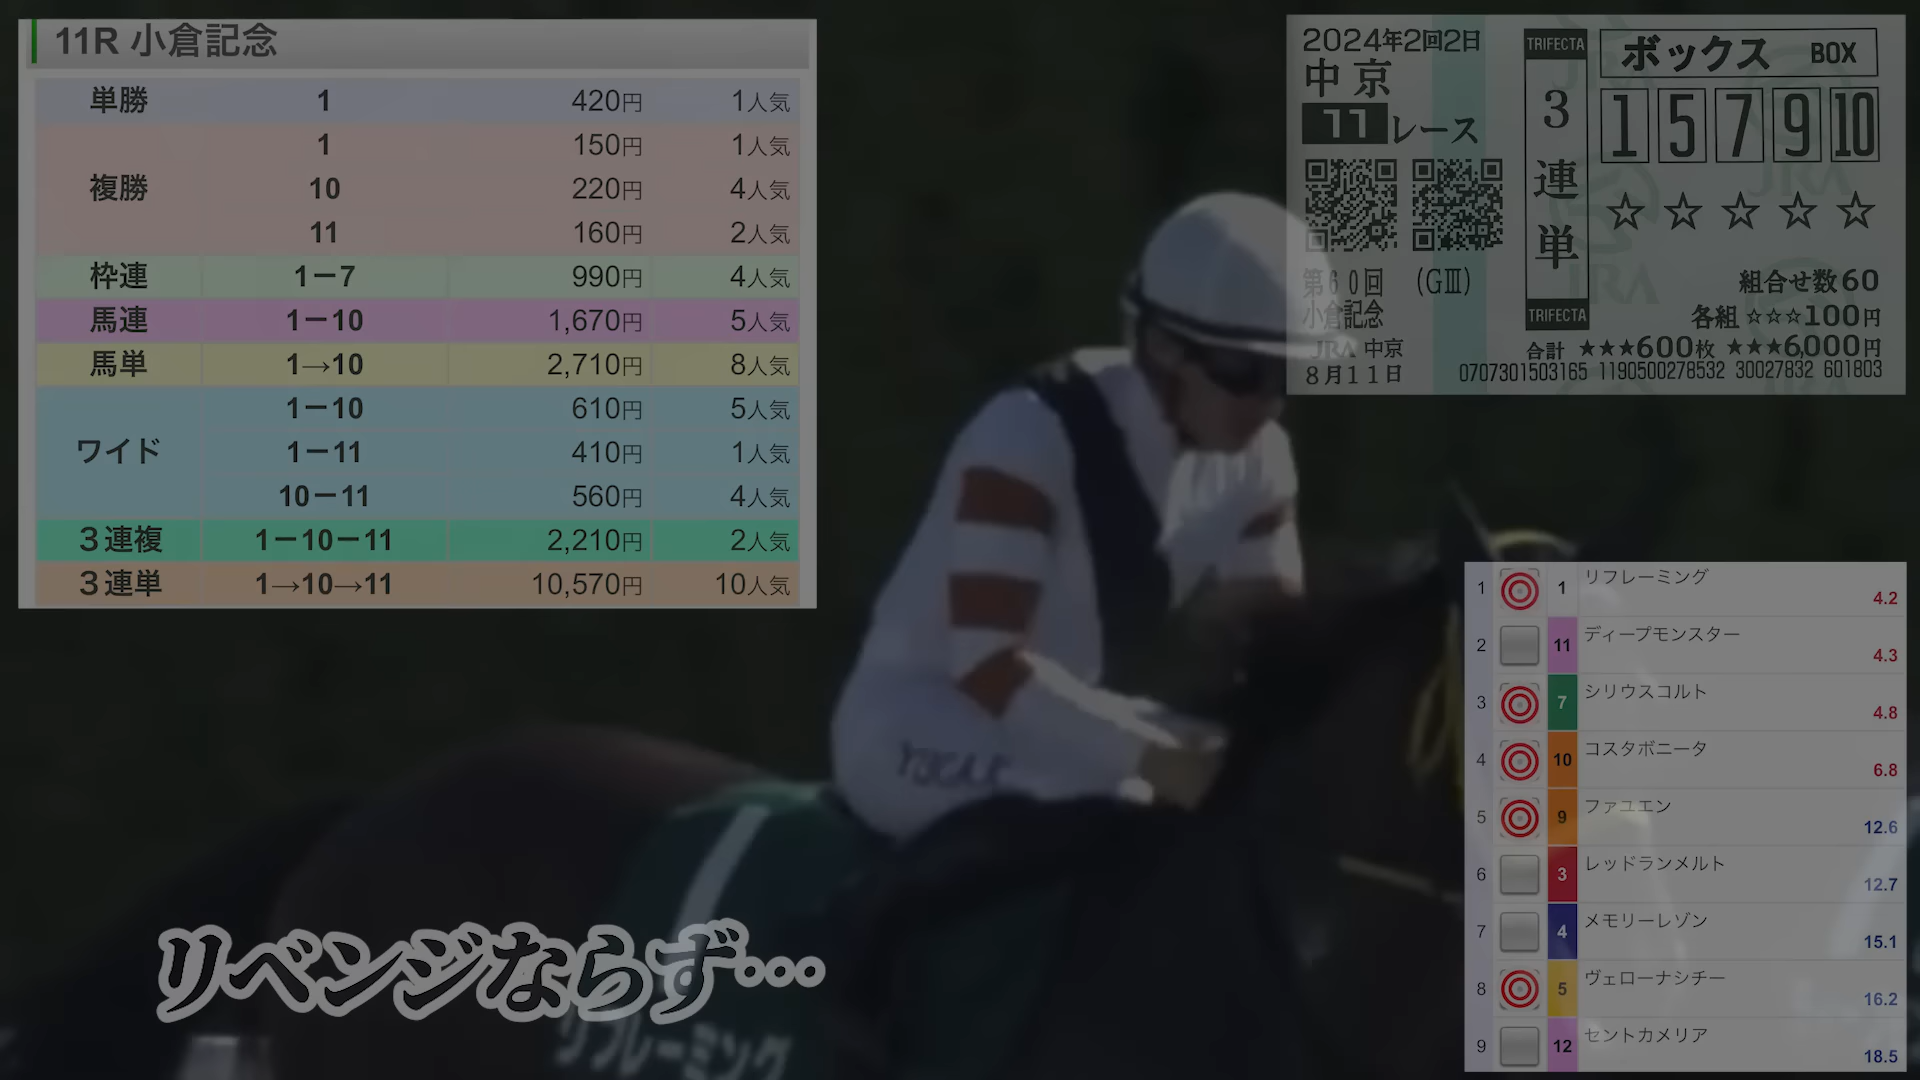 11R 小倉記念
単勝 1 420円 1人気
複勝 1 150円 1人気
10 220円 4人気
11 160円 2人気
枠連 1－7 990円 4人気
馬連 1－10 1,670円 5人気
馬単 1→10 2,710円 8人気
ワイド 1－10 610円 5人気
1－11 410円 1人気
10－11 560円 4人気
3連複 1－10－11 2,210円 2人気
3連単 1→10→11 10,570円 10人気
2024年2回2日
中京
11レース
第60回 (GⅢ)
小倉記念
JRA 中京
8月11日
TRIFECTA
3連単
TRIFECTA
ボックス BOX
1 5 7 9 10
☆☆☆☆☆
組合せ数60
各組 ☆☆☆100円
合計 ★★★600枚 ★★★6,000円
0707301503165 1190500278532 30027832 601803
1 1 リフレーミング 4.2
2 11 ディープモンスター 4.3
3 7 シリウスコルト 4.8
4 10 コスタボニータ 6.8
5 9 ファユエン 12.6
6 3 レッドランメルト 12.7
7 4 メモリーレゾン 15.1
8 5 ヴェローナシチー 16.2
9 12 セントカメリア 18.5
リベンジならず…
リフレーミング